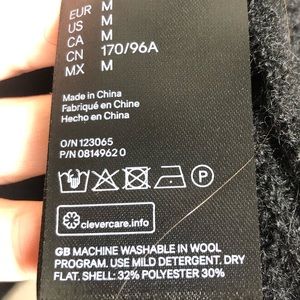 EUR M
US M
CA M
CN 170/96A
MX M
Made in China
Fabriqué en Chine
Hecho en China
O/N 123065
P/N 0814962 0
clevercare.info
GB MACHINE WASHABLE IN WOOL
PROGRAM. USE MILD DETERGENT. DRY
FLAT. SHELL: 32% POLYESTER 30%